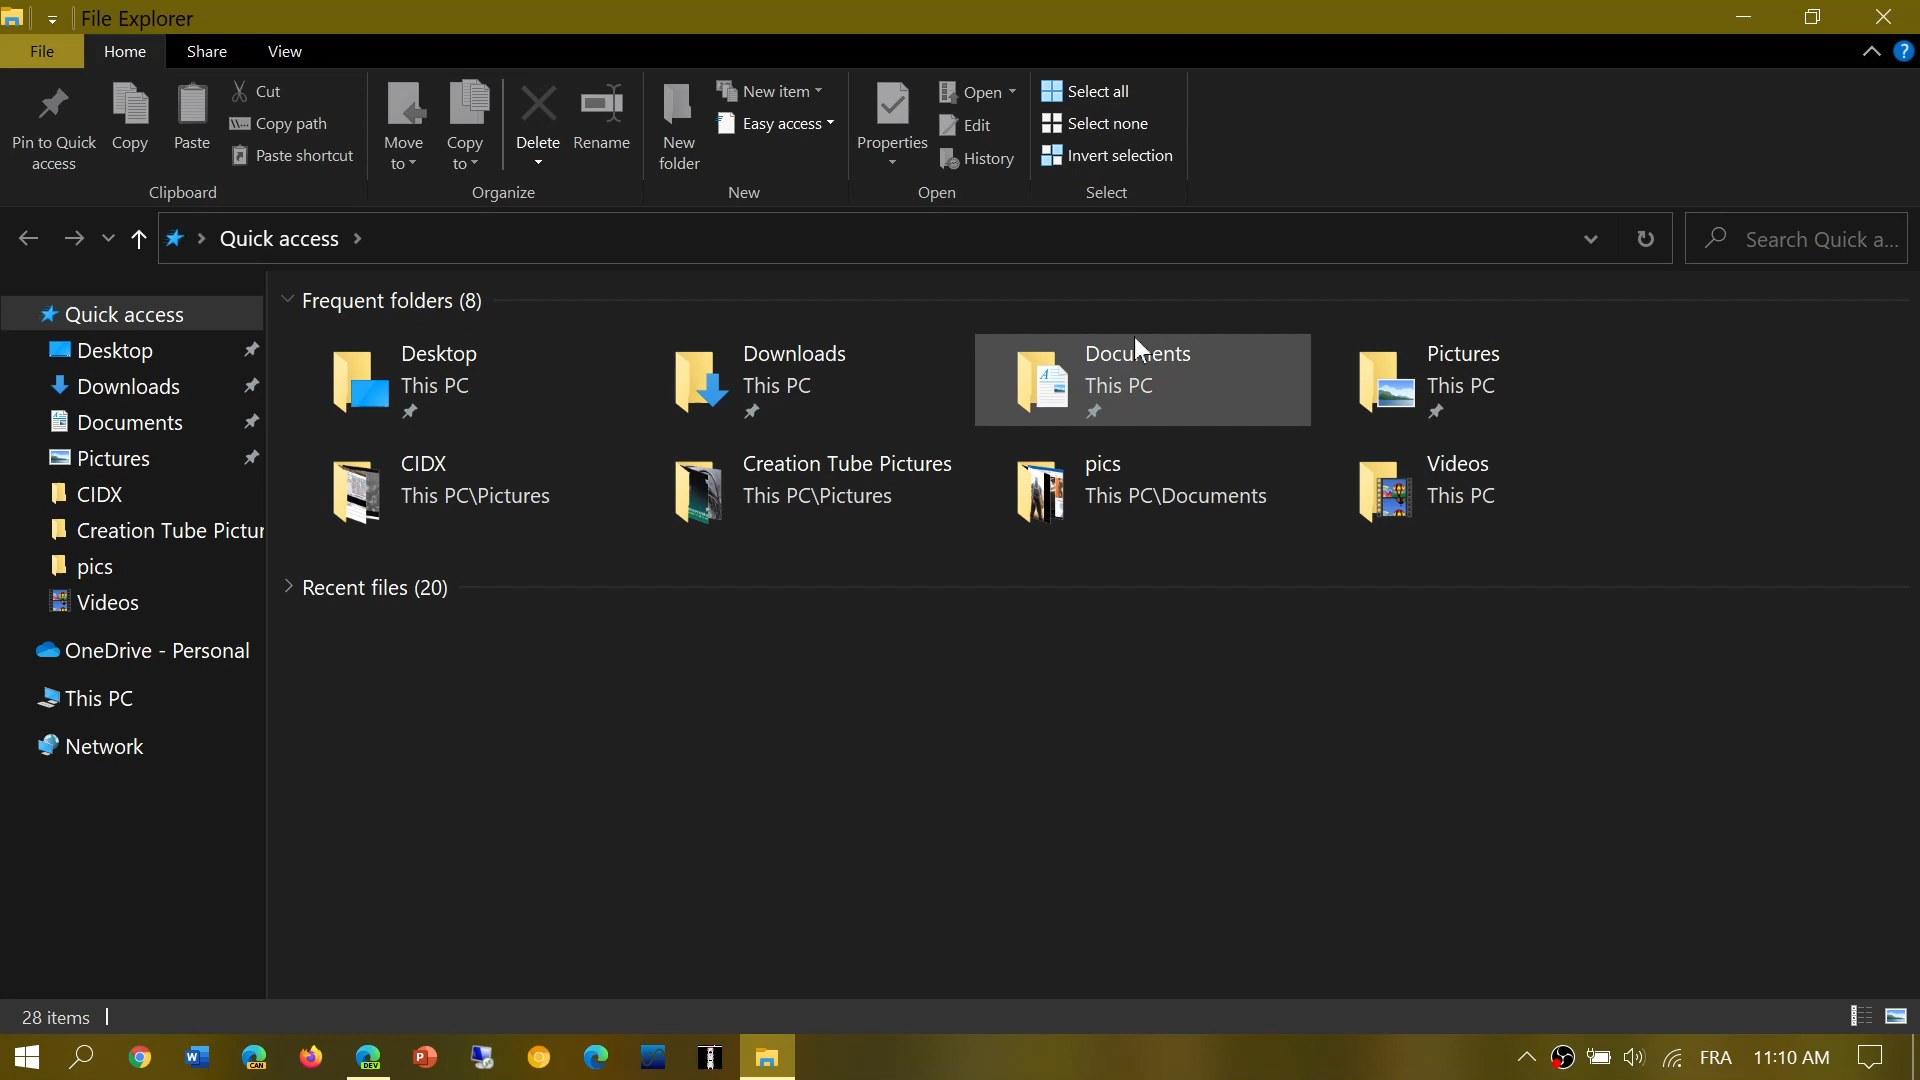 File Explorer
File Home Share View
Pin to Quick access
Copy
Paste
Cut
Copy path
Paste shortcut
Clipboard
Move to
Copy to
Delete
Rename
Organize
New folder
New item
Easy access
New
Properties
Open
Edit
History
Open
Select all
Select none
Invert selection
Select
Quick access
Search Quick a...
Quick access
Desktop
Downloads
Documents
Pictures
CIDX
Creation Tube Pictur
pics
Videos
OneDrive - Personal
This PC
Network
Frequent folders (8)
Desktop
This PC
Downloads
This PC
Documents
This PC
Pictures
This PC
CIDX
This PC\Pictures
Creation Tube Pictures
This PC\Pictures
pics
This PC\Documents
Videos
This PC
Recent files (20)
28 items
CAN
DEV
FRA
11:10 AM